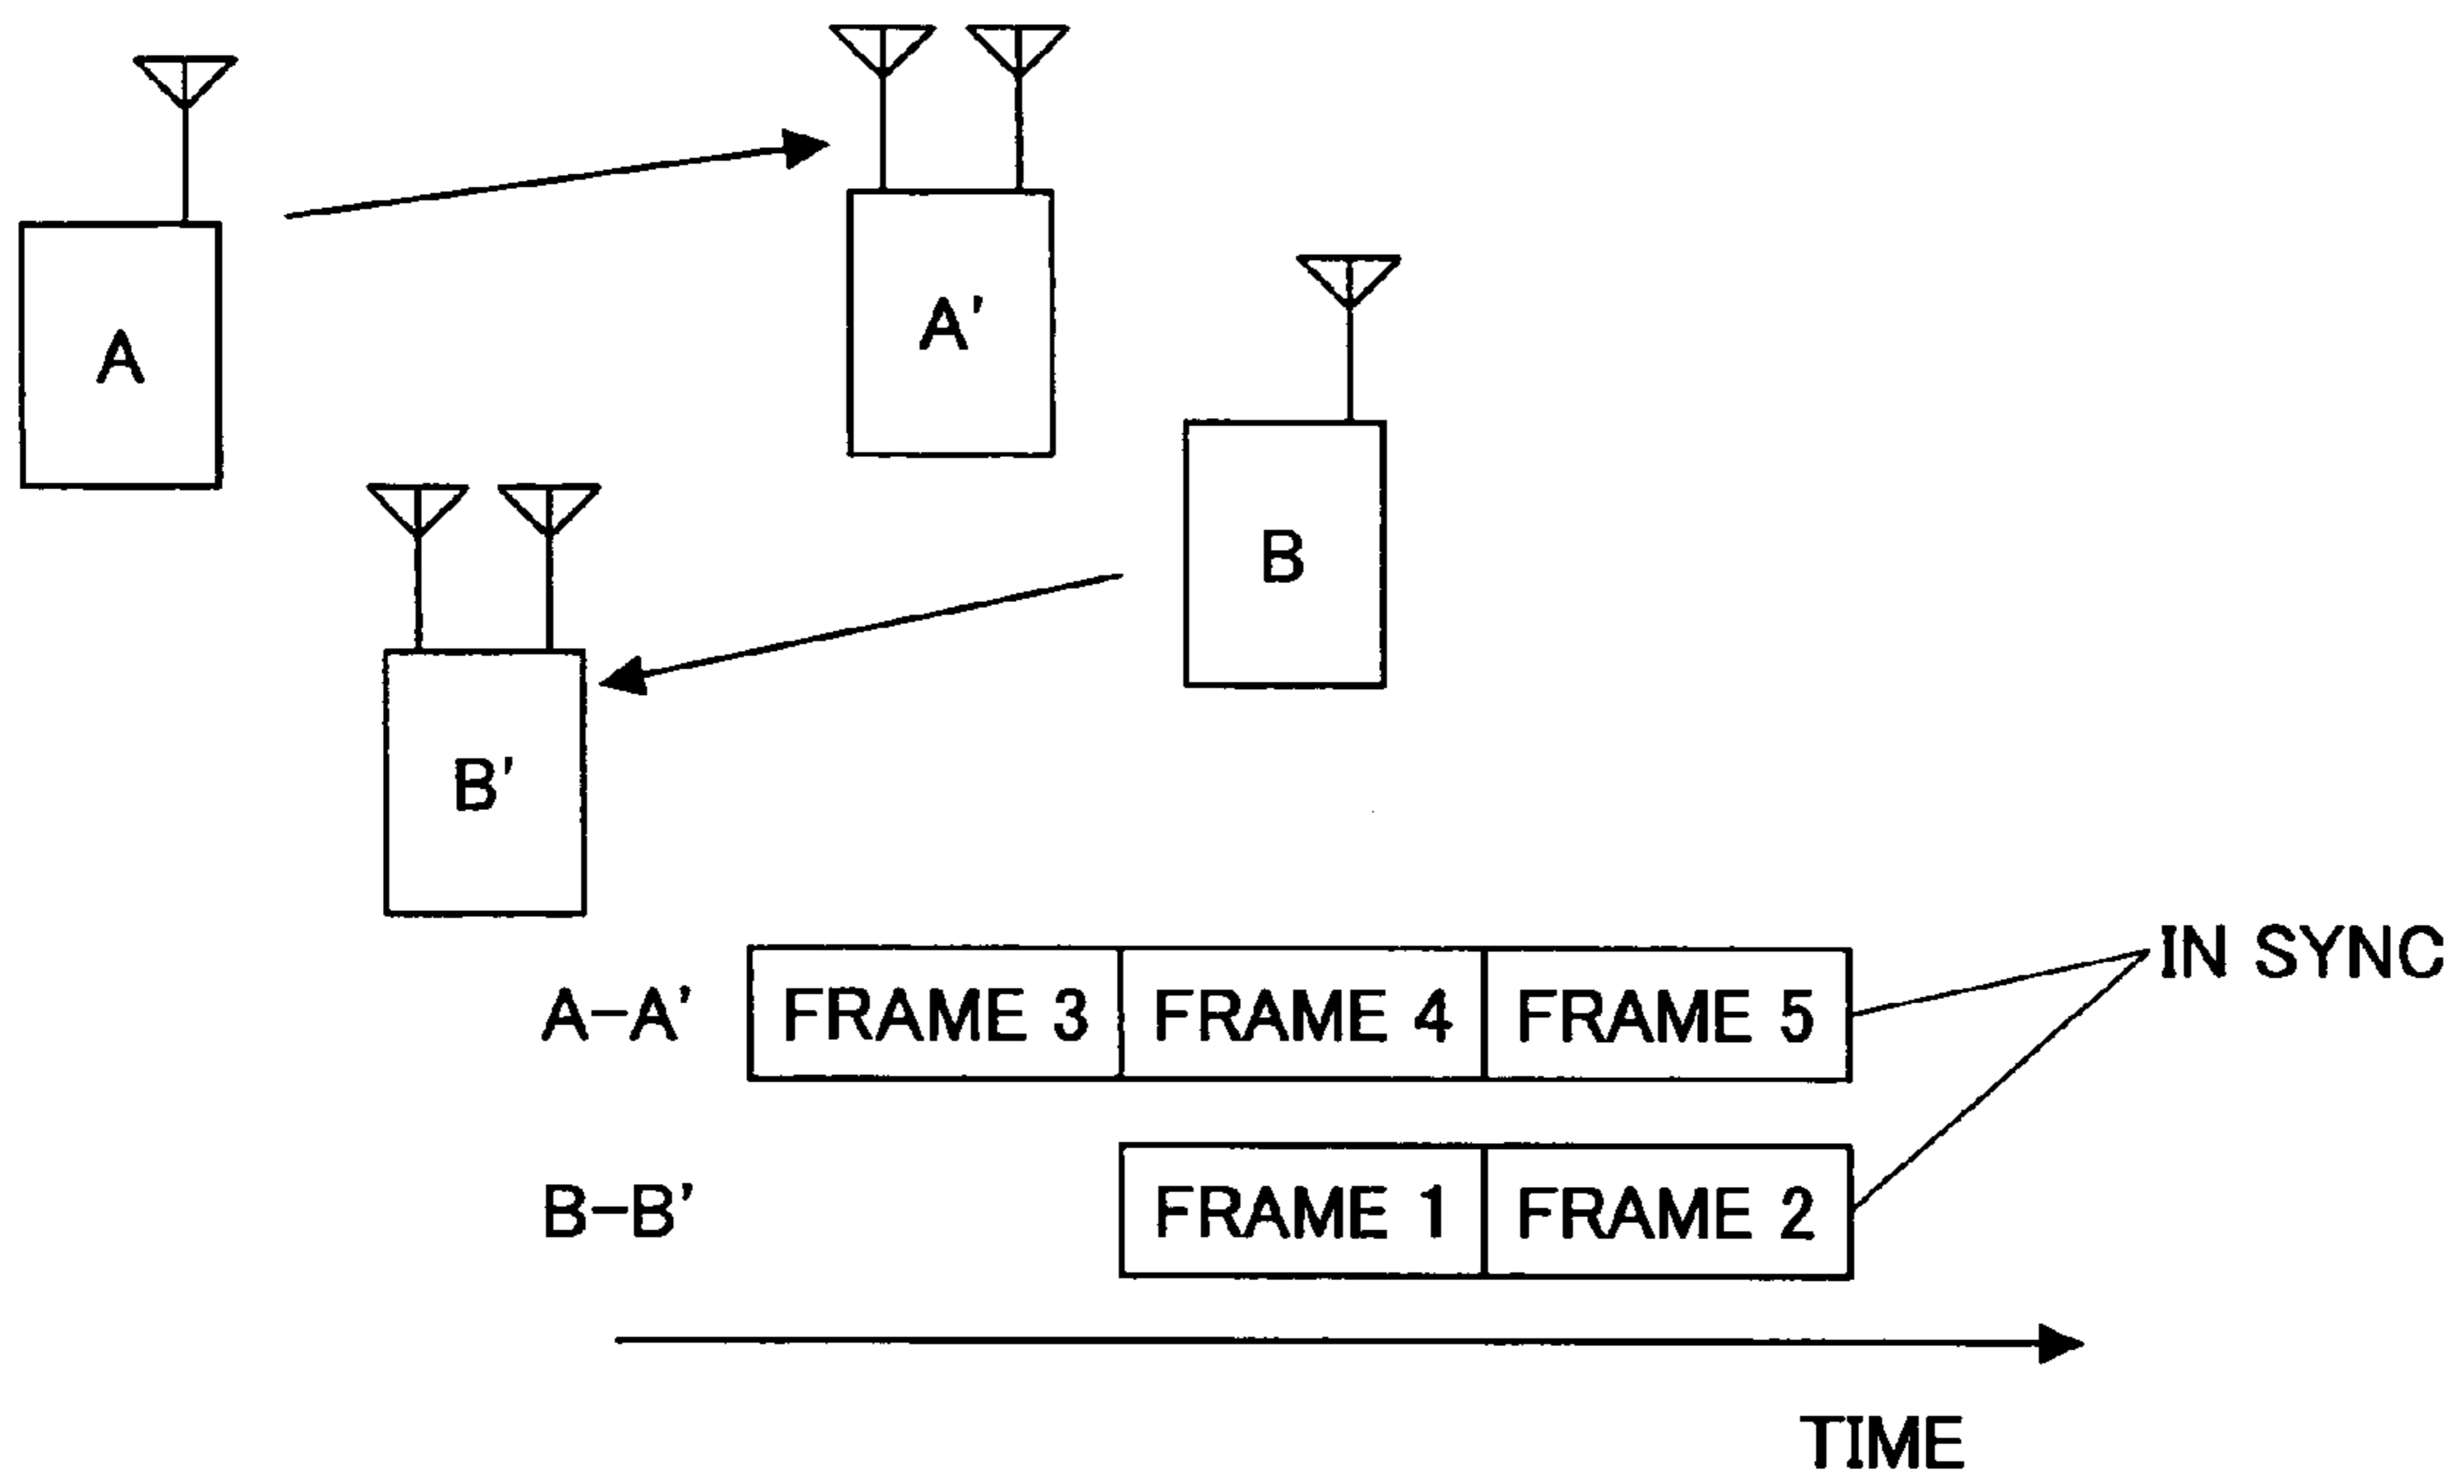 A
A'
B
B'
IN SYNC
A-A' FRAME 3 FRAME 4 FRAME 5
B-B' FRAME 1 FRAME 2
TIME